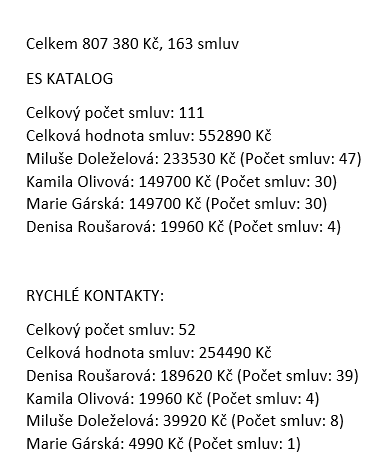 Celkem 807 380 Kč, 163 smluv
ES KATALOG
Celkový počet smluv: 111
Celková hodnota smluv: 552890 Kč
Miluše Doleželová: 233530 Kč (Počet smluv: 47)
Kamila Olivová: 149700 Kč (Počet smluv: 30)
Marie Gárská: 149700 Kč (Počet smluv: 30)
Denisa Roušarová: 19960 Kč (Počet smluv: 4)
RYCHLÉ KONTAKTY:
Celkový počet smluv: 52
Celková hodnota smluv: 254490 Kč
Denisa Roušarová: 189620 Kč (Počet smluv: 39)
Kamila Olivová: 19960 Kč (Počet smluv: 4)
Miluše Doleželová: 39920 Kč (Počet smluv: 8)
Marie Gárská: 4990 Kč (Počet smluv: 1)